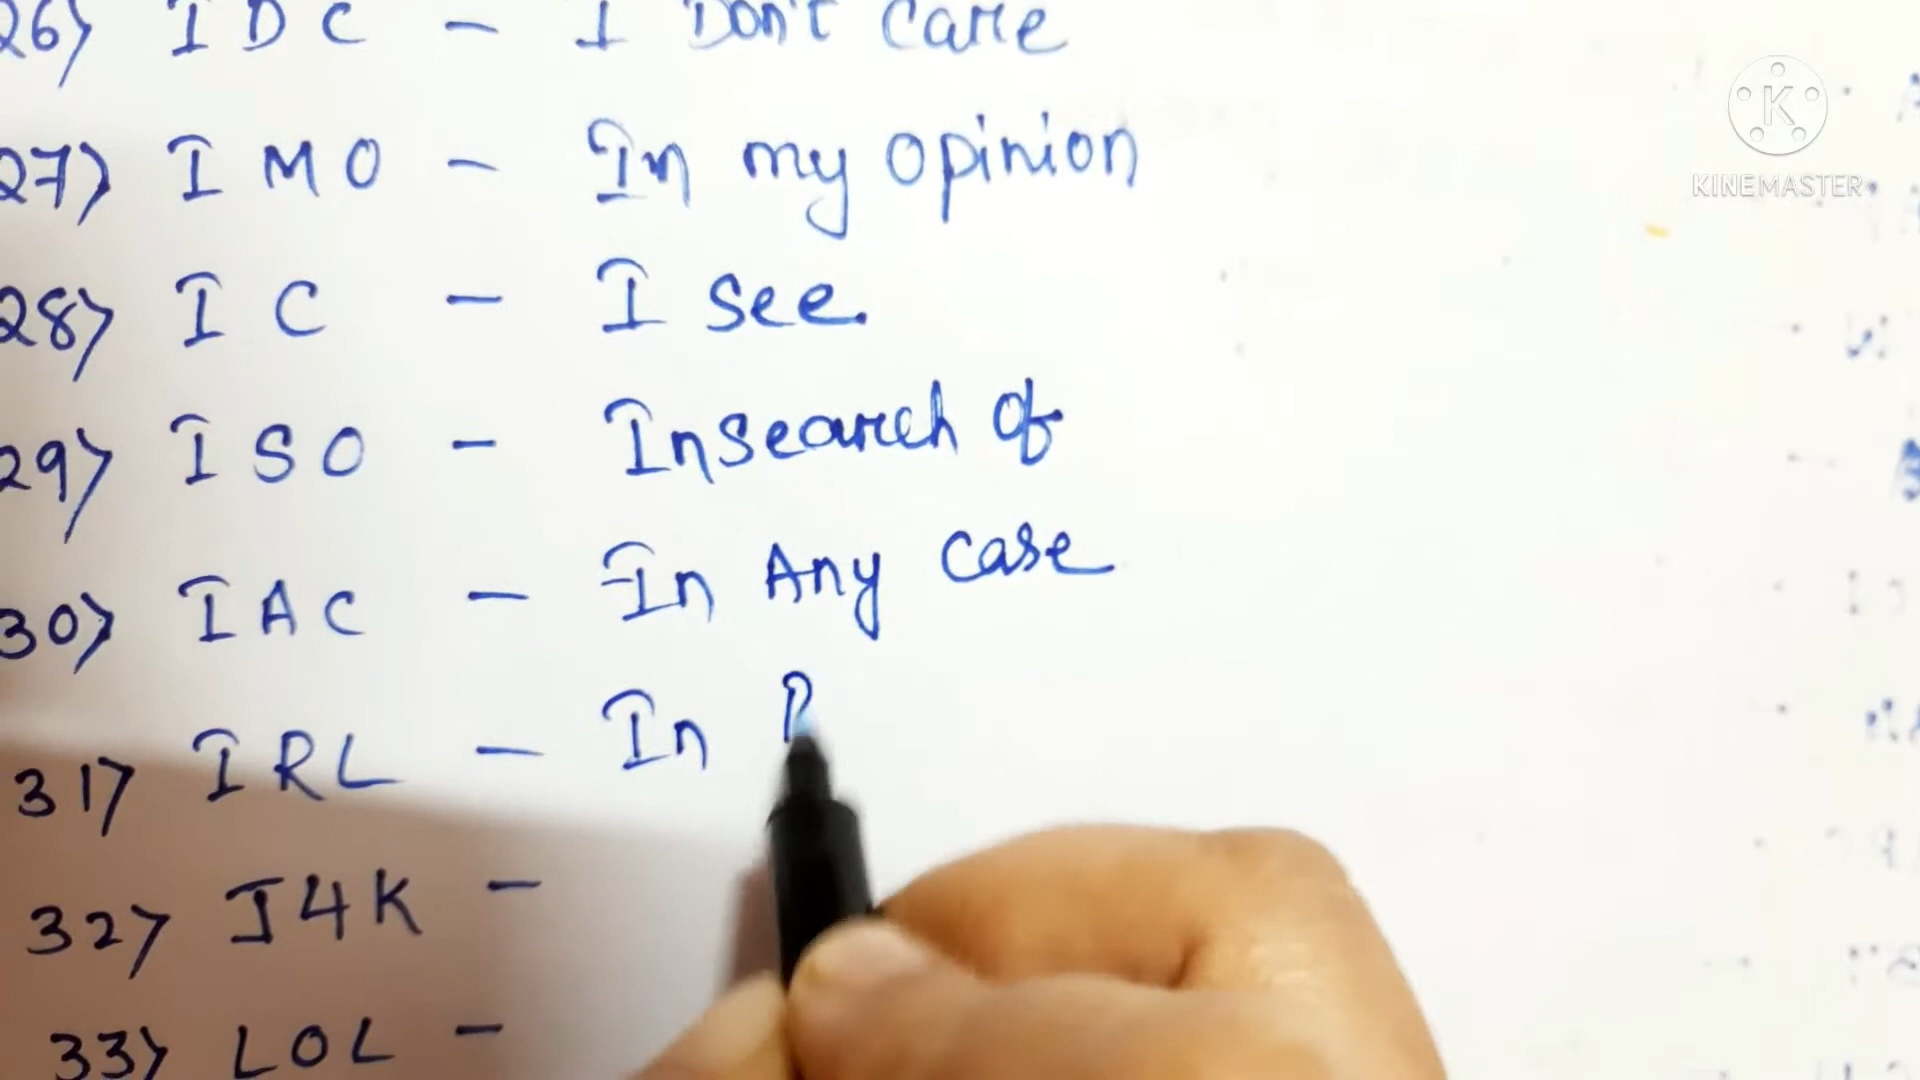 26) IDC - I Don't Care
27) IMO - In my opinion
28) IC - I see.
29) ISO - Insearch of
30) IAC - In Any case
31) IRL - In R
32) J4K -
33) LOL -
K
KINEMASTER